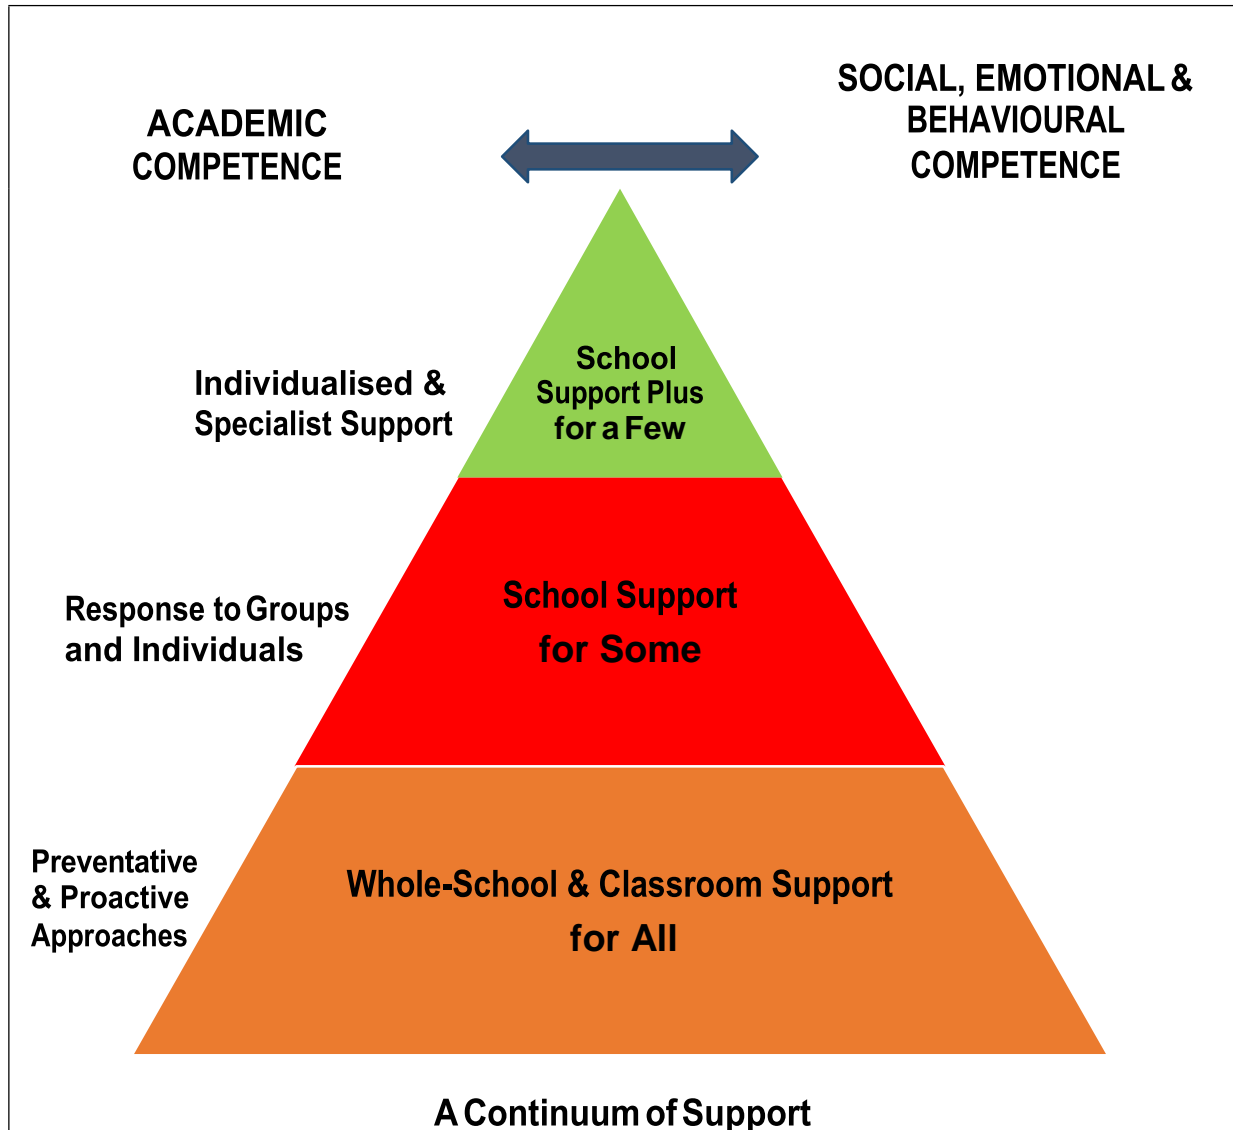 ACADEMIC
COMPETENCE
SOCIAL, EMOTIONAL &
BEHAVIOURAL
COMPETENCE
Individualised &
Specialist Support
School
Support Plus
for a Few
Response to Groups
and Individuals
School Support
for Some
Preventative
& Proactive
Approaches
Whole-School & Classroom Support
for All
A Continuum of Support